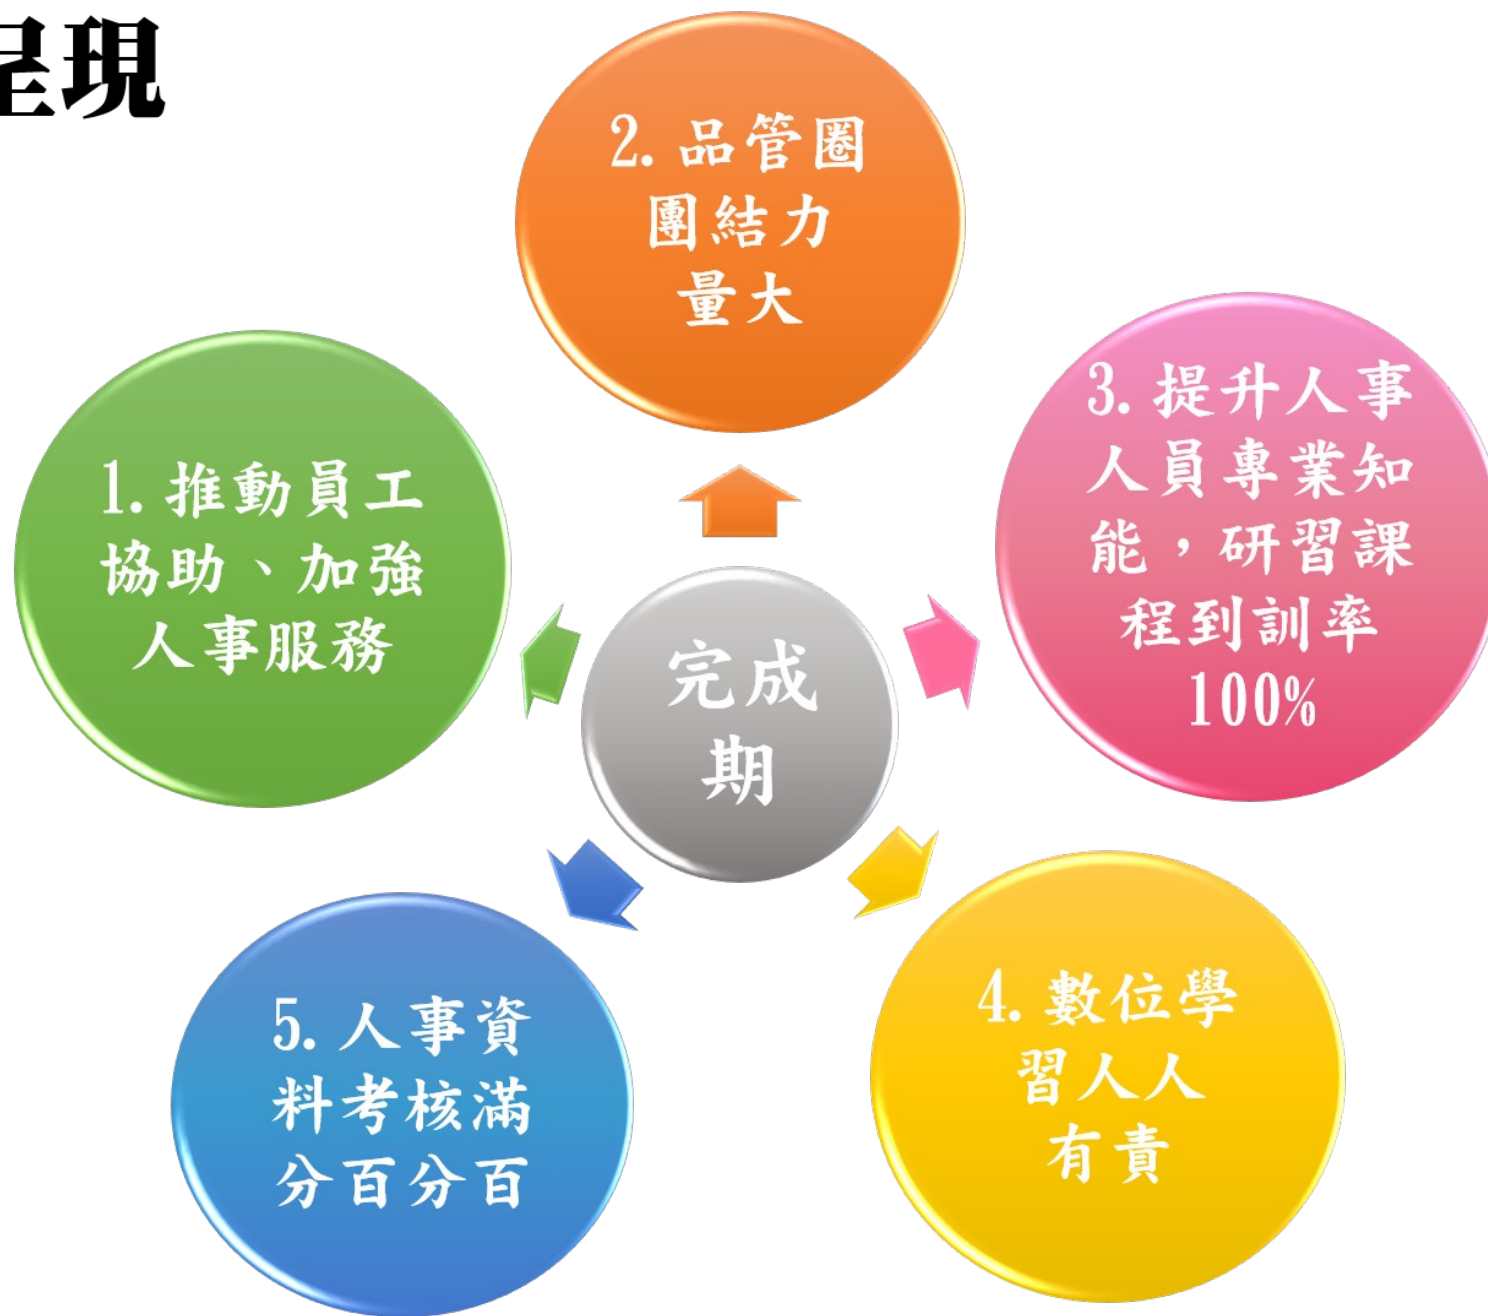 呈現
2. 品管圈
團結力
量大
1. 推動員工
協助、加強
人事服務
3. 提升人事
人員專業知
能，研習課
程到訓率
100%
完成
期
5. 人事資
料考核滿
分百分百
4. 數位學
習人人
有責